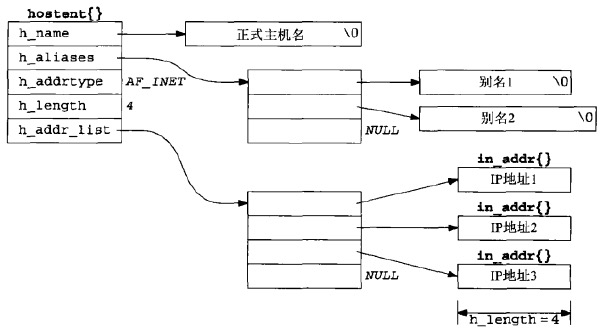 hostent{}
h_name
正式主机名 \0
h_aliases
h_addrtype AF_INET
别名1 \0
h_length 4
别名2 \0
h_addr_list
NULL
in_addr{}
IP地址1
in_addr{}
IP地址2
in_addr{}
NULL
IP地址3
h_length=4